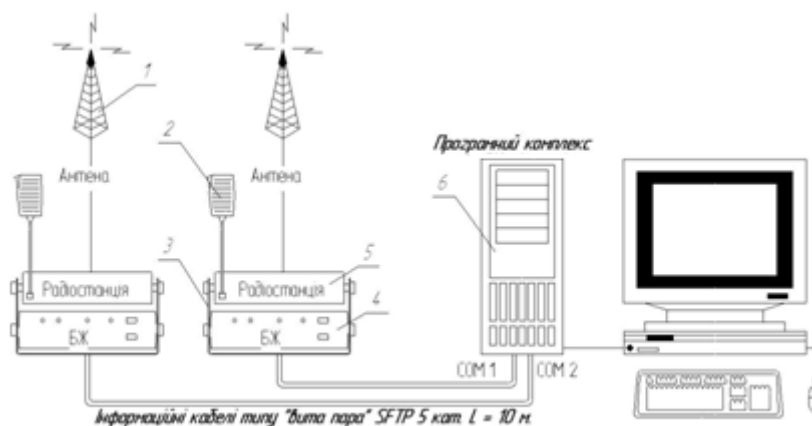 1
2
Програмний комплекс
Антена
Антена
6
3
5
Радіостанція
Радіостанція
4
БЖ
БЖ
COM 1
COM 2
Інформаційні кабелі типу "вита пара" SFTP 5 кат. L = 10 м.